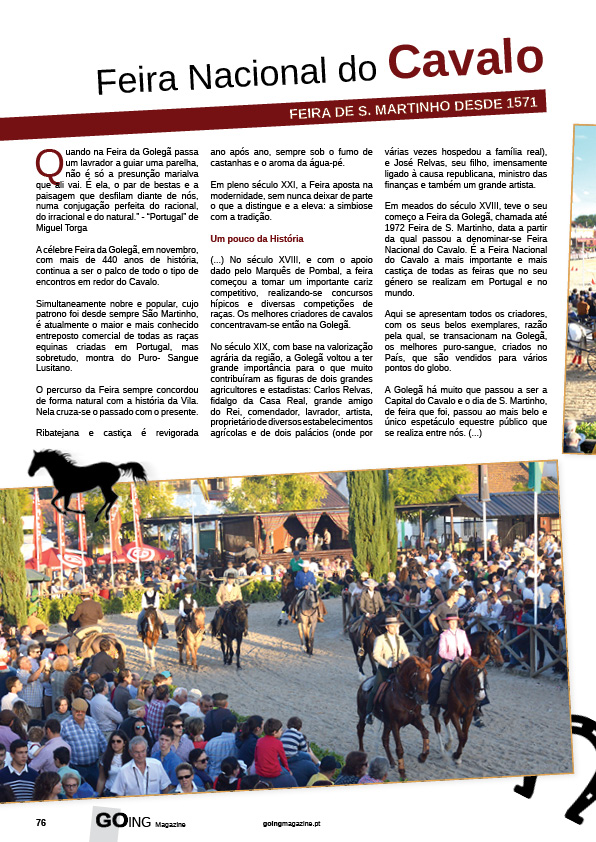 Feira Nacional do Cavalo
FEIRA DE S. MARTINHO DESDE 1571
Quando na Feira da Golegã passa
um lavrador a guiar uma parelha,
não é só a presunção marialva
que ali vai. É ela, o par de bestas e a
paisagem que desfilam diante de nós,
numa conjugação perfeita do racional,
do irracional e do natural.” - “Portugal” de
Miguel Torga
A célebre Feira da Golegã, em novembro,
com mais de 440 anos de história,
continua a ser o palco de todo o tipo de
encontros em redor do Cavalo.
Simultaneamente nobre e popular, cujo
patrono foi desde sempre São Martinho,
é atualmente o maior e mais conhecido
entreposto comercial de todas as raças
equinas criadas em Portugal, mas
sobretudo, montra do Puro- Sangue
Lusitano.
O percurso da Feira sempre concordou
de forma natural com a história da Vila.
Nela cruza-se o passado com o presente.
Ribatejana e castiça é revigorada
ano após ano, sempre sob o fumo de
castanhas e o aroma da água-pé.
Em pleno século XXI, a Feira aposta na
modernidade, sem nunca deixar de parte
o que a distingue e a eleva: a simbiose
com a tradição.
Um pouco da História
(...) No século XVIII, e com o apoio
dado pelo Marquês de Pombal, a feira
começou a tomar um importante cariz
competitivo, realizando-se concursos
hípicos e diversas competições de
raças. Os melhores criadores de cavalos
concentravam-se então na Golegã.
No século XIX, com base na valorização
agrária da região, a Golegã voltou a ter
grande importância para o que muito
contribuíram as figuras de dois grandes
agricultores e estadistas: Carlos Relvas,
fidalgo da Casa Real, grande amigo
do Rei, comendador, lavrador, artista,
proprietário de diversos estabelecimentos
agrícolas e de dois palácios (onde por
várias vezes hospedou a família real),
e José Relvas, seu filho, imensamente
ligado à causa republicana, ministro das
finanças e também um grande artista.
Em meados do século XVIII, teve o seu
começo a Feira da Golegã, chamada até
1972 Feira de S. Martinho, data a partir
da qual passou a denominar-se Feira
Nacional do Cavalo. É a Feira Nacional
do Cavalo a mais importante e mais
castiça de todas as feiras que no seu
género se realizam em Portugal e no
mundo.
Aqui se apresentam todos os criadores,
com os seus belos exemplares, razão
pela qual, se transacionam na Golegã,
os melhores puro-sangue, criados no
País, que são vendidos para vários
pontos do globo.
A Golegã há muito que passou a ser a
Capital do Cavalo e o dia de S. Martinho,
de feira que foi, passou ao mais belo e
único espetáculo equestre público que
se realiza entre nós. (...)
76
GOING Magazine
goingmagazine.pt